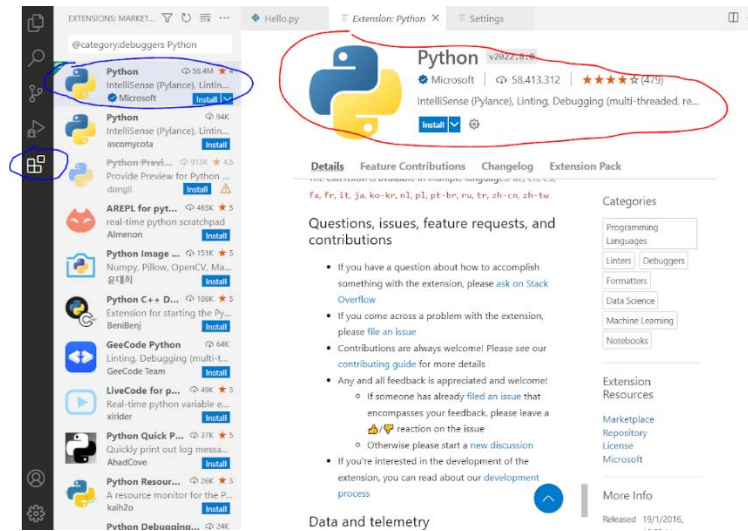 EXTENSIONS: MARKET...
@category:debuggers Python
Python 58.4M ★ 4
IntelliSense (Pylance), Lintin...
Microsoft Install
Python 94K
IntelliSense (Pylance), Lintin...
ascomycota Install
Python Previ... 913K ★ 4.5
Provide Preview for Python ...
dongli Install
AREPL for pyt... 465K ★ 5
real-time python scratchpad
Almenon Install
Python Image ... 151K ★ 5
Numpy, Pillow, OpenCV, Ma...
윤대희 Install
Python C++ D... 106K ★ 5
Extension for starting the Py...
BeniBenj Install
GeeCode Python 64K
Linting, Debugging (multi-t...
GeeCode Team Install
LiveCode for p... 49K ★ 5
Real-time python variable e...
xirider Install
Python Quick P... 37K ★ 5
Quickly print out log messa...
AhadCove Install
Python Resour... 26K ★ 5
A resource monitor for the P...
kaih2o Install
Python Debugging... 24K
Hello.py Extension: Python Settings
Python v2022.8.0
Microsoft 58.413.312 ★★★★☆(479)
IntelliSense (Pylance), Linting, Debugging (multi-threaded, re...
Install
Details Feature Contributions Changelog Extension Pack
fa, fr, it, ja, ko-kr, nl, pl, pt-br, ru, tr, zh-cn, zh-tw
Questions, issues, feature requests, and
contributions
• If you have a question about how to accomplish
something with the extension, please ask on Stack
Overflow
• If you come across a problem with the extension,
please file an issue
• Contributions are always welcome! Please see our
contributing guide for more details
• Any and all feedback is appreciated and welcome!
○ If someone has already filed an issue that
encompasses your feedback, please leave a
👍/👎 reaction on the issue
○ Otherwise please start a new discussion
• If you're interested in the development of the
extension, you can read about our development
process
Data and telemetry
Categories
Programming
Languages
Linters Debuggers
Formatters
Data Science
Machine Learning
Notebooks
Extension
Resources
Marketplace
Repository
License
Microsoft
More Info
Released 19/1/2016,